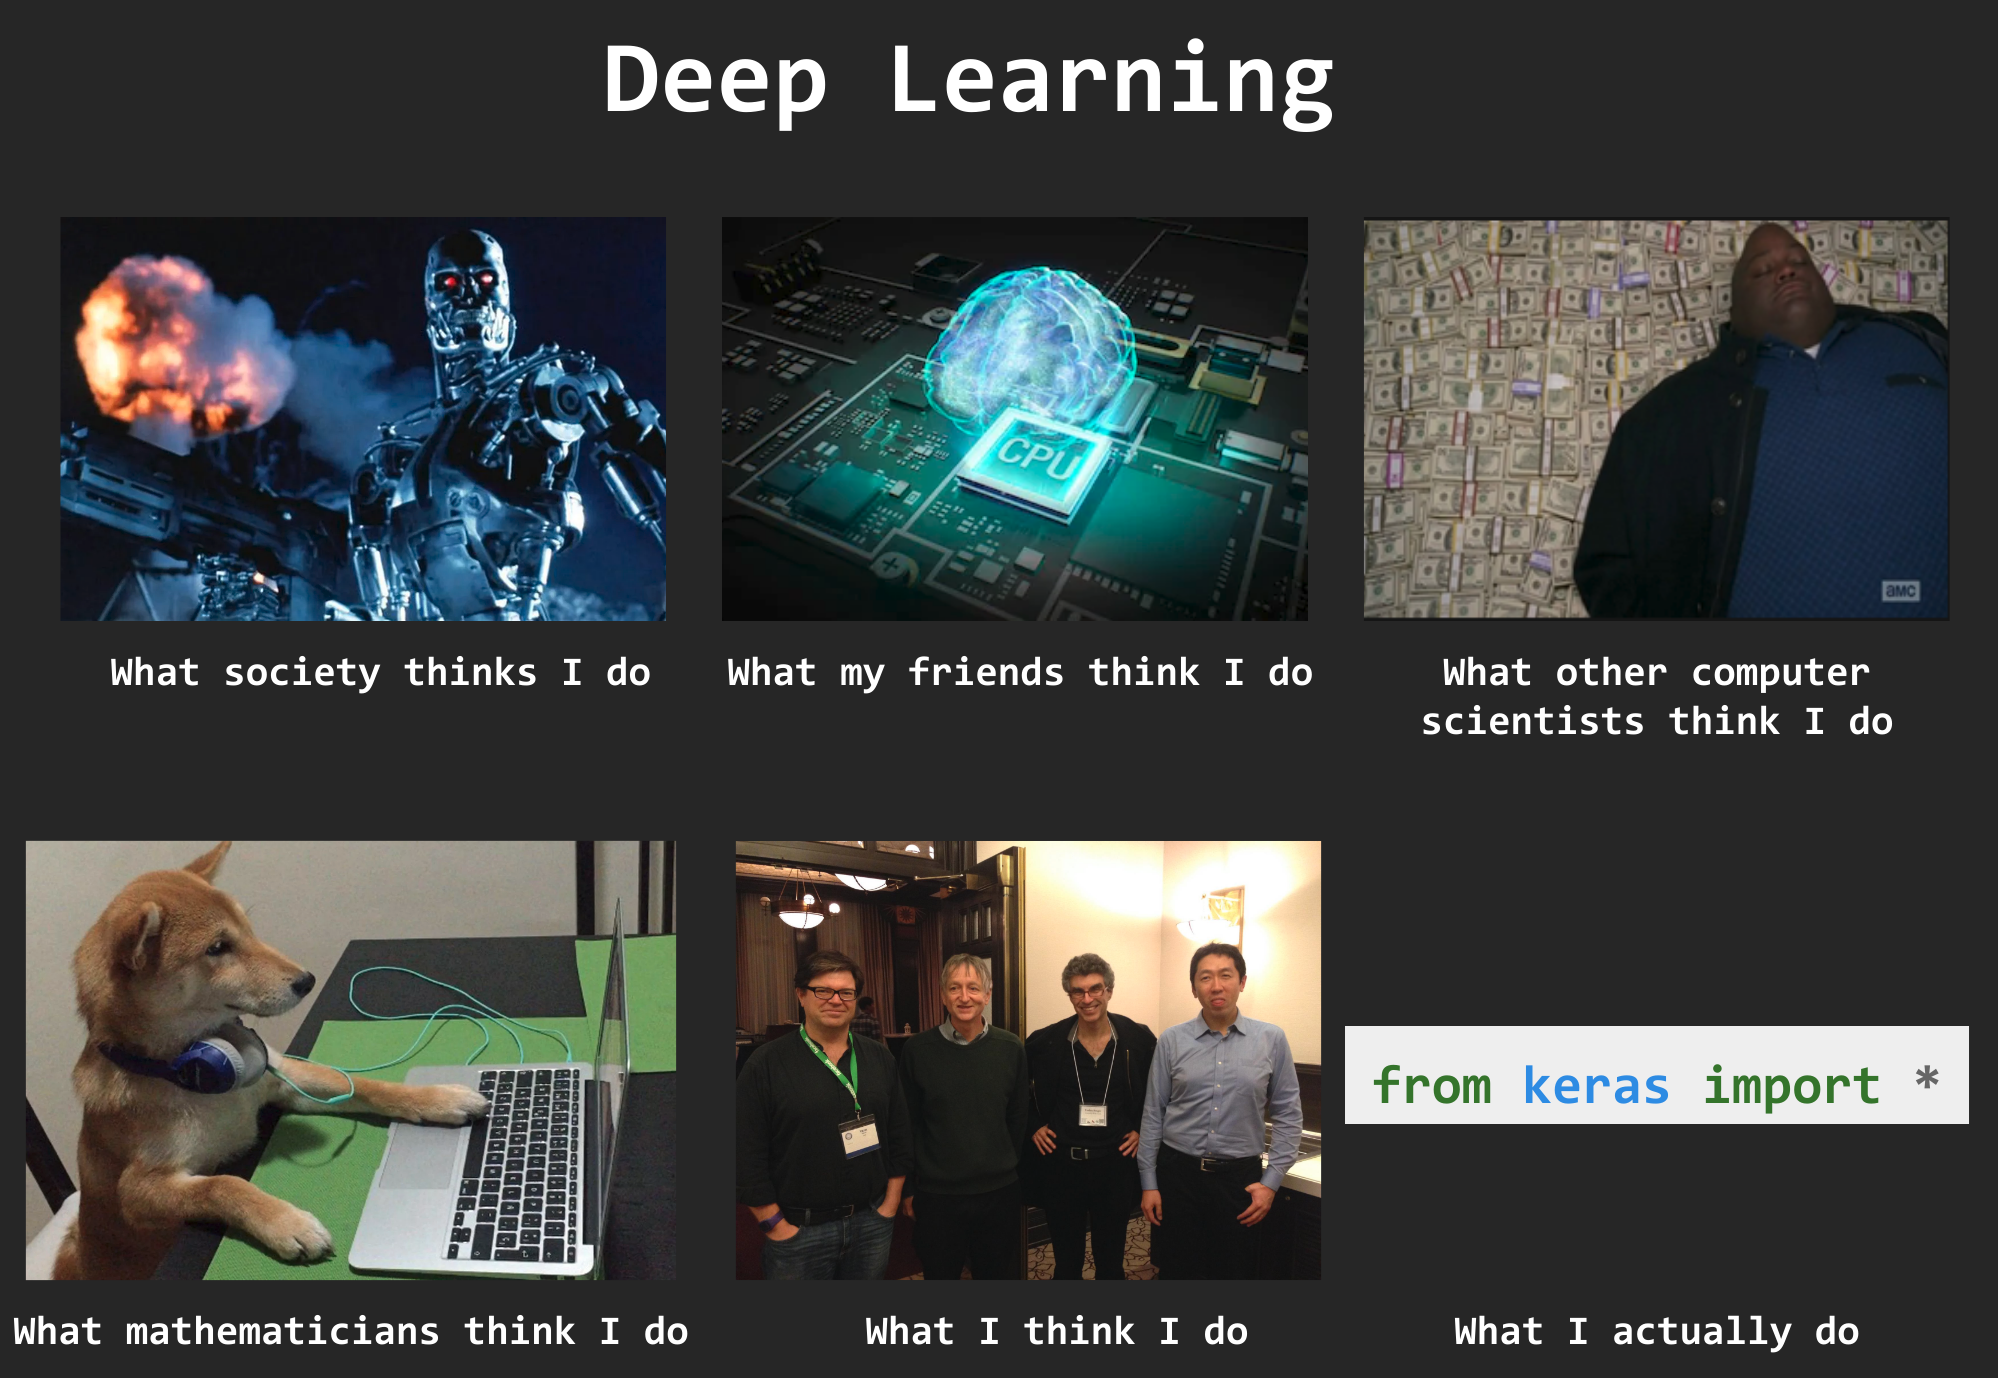 Deep Learning
CPU
aMC
What society thinks I do
What my friends think I do
What other computer
scientists think I do
from keras import *
What mathematicians think I do
What I think I do
What I actually do